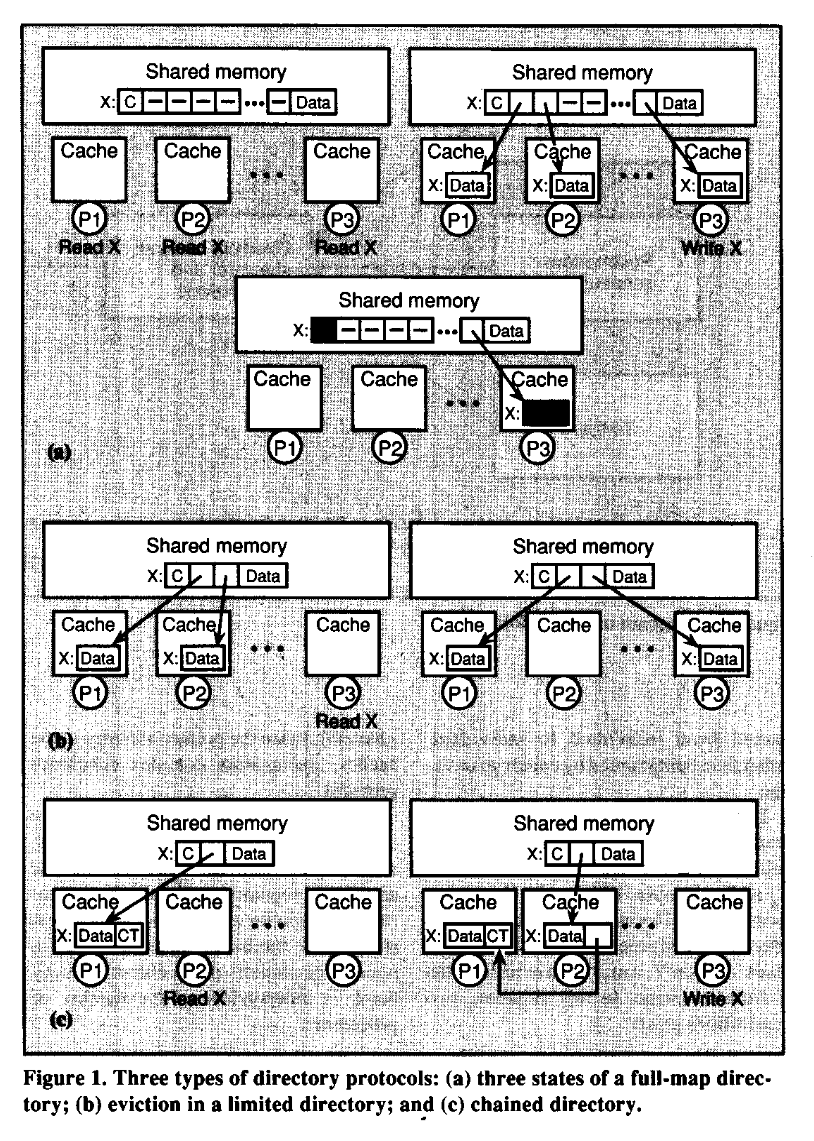 Shared memory
X: C – – – – ••• – Data
Cache Cache ••• Cache
P1 P2 P3
Read X Read X Read X
Shared memory
X: C – – ••• Data
Cache Cache ••• Cache
X: Data X: Data X: Data
P1 P2 P3
Write X
Shared memory
X: – – – – ••• Data
Cache Cache ••• Cache
X:
P1 P2 P3
(a)
Shared memory
X: C Data
Cache Cache ••• Cache
X: Data X: Data
P1 P2 P3
Read X
Shared memory
X: C Data
Cache Cache ••• Cache
X: Data X: Data
P1 P2 P3
(b)
Shared memory
X: C Data
Cache Cache ••• Cache
X: Data CT
P1 P2 P3
Read X
Shared memory
X: C Data
Cache Cache ••• Cache
X: Data CT X: Data
P1 P2 P3
Write X
(c)
Figure 1. Three types of directory protocols: (a) three states of a full-map direc-
tory; (b) eviction in a limited directory; and (c) chained directory.